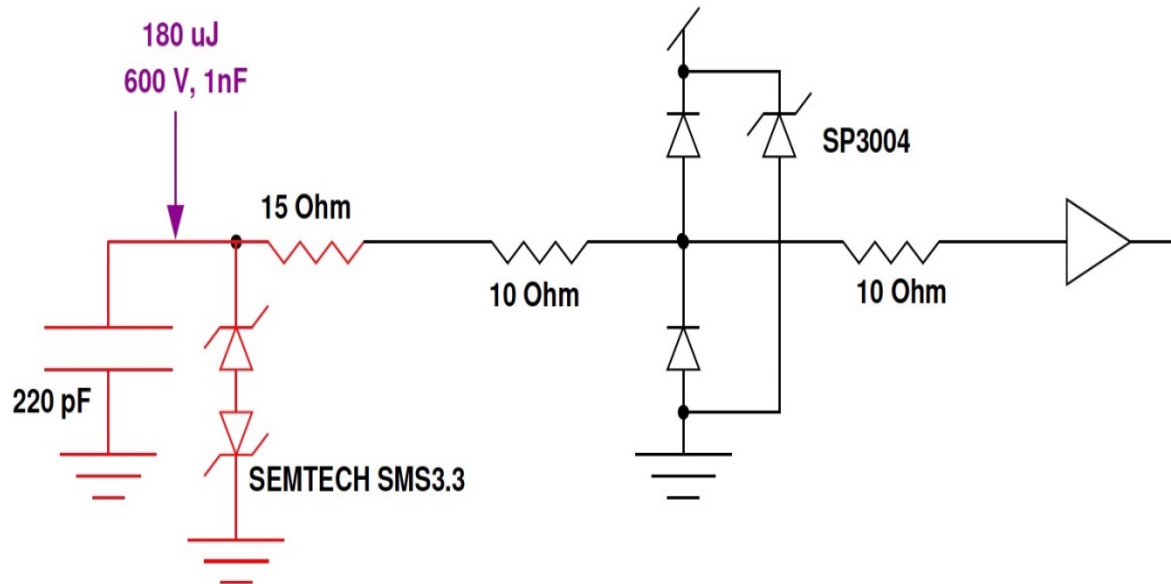 180 uJ
600 V, 1nF
SP3004
15 Ohm
10 Ohm
10 Ohm
220 pF
SEMTECH SMS3.3